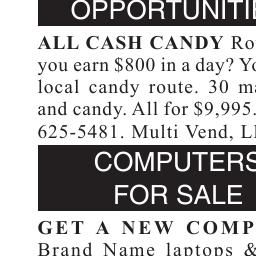 OPPORTUNITIE
ALL CASH CANDY Ro
you earn $800 in a day? Yo
local candy route. 30 ma
and candy. All for $9,995.
625-5481. Multi Vend, LL
COMPUTERS
FOR SALE
GET A NEW COMP
Brand Name laptops &